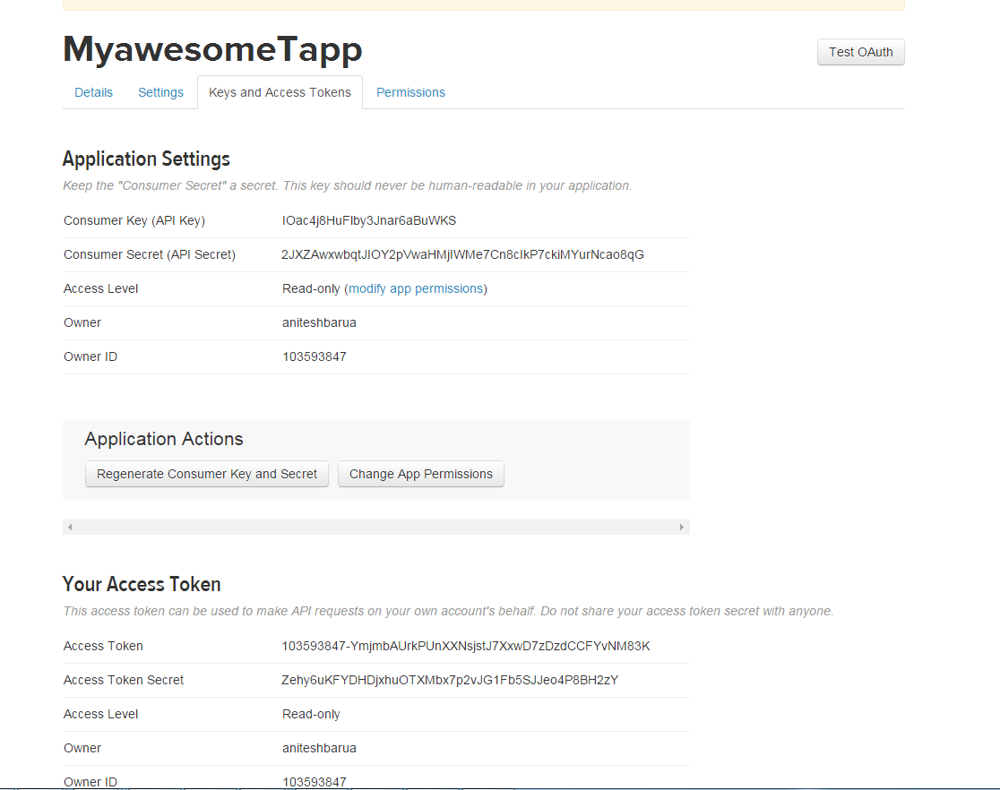 MyawesomeTapp
Test OAuth
Details Settings Keys and Access Tokens Permissions
Application Settings
Keep the "Consumer Secret" a secret. This key should never be human-readable in your application.
Consumer Key (API Key)
Consumer Secret (API Secret)
Access Level Read-only (modify app permissions)
Owner aniteshbarua
Owner ID 103593847
Application Actions
Regenerate Consumer Key and Secret Change App Permissions
Your Access Token
This access token can be used to make API requests on your own account's behalf. Do not share your access token secret with anyone.
Access Token 103593847-YmjmbAUrkPUnXXNsjstJ7XxwD7zDzdCCFYvNM83K
Access Token Secret Zehy6uKFYDHDjxhuOTXMbx7p2vJG1Fb5SJJeo4P8BH2zY
Access Level Read-only
Owner aniteshbarua
Owner ID 103593847